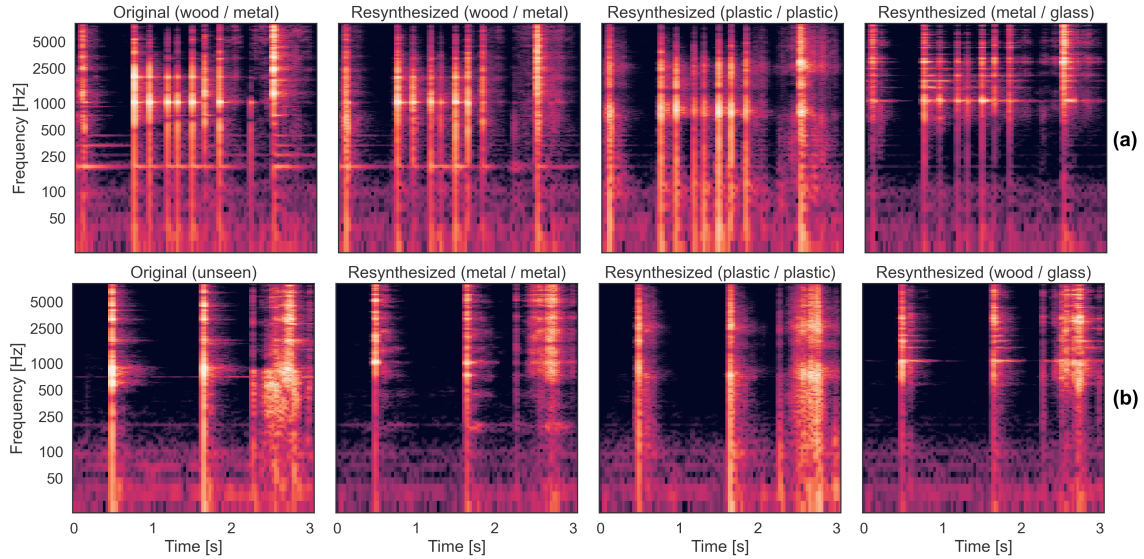 Original (wood / metal) Resynthesized (wood / metal) Resynthesized (plastic / plastic) Resynthesized (metal / glass)
5000
2500
1000
500
250
100
50
Frequency [Hz]
(a)
Original (unseen) Resynthesized (metal / metal) Resynthesized (plastic / plastic) Resynthesized (wood / glass)
5000
2500
1000
500
250
100
50
Frequency [Hz]
(b)
0 1 2 3 0 1 2 3 0 1 2 3 0 1 2 3
Time [s] Time [s] Time [s] Time [s]